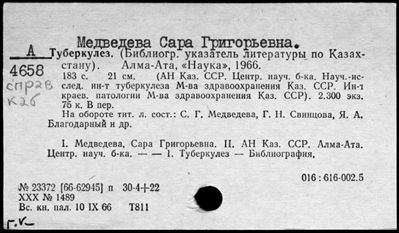 Медведева Сара Григорьевна.
А Туберкулез. (Библиогр. указатель литературы по Казах-
4658 стану). Алма-Ата, «Наука», 1966.
183 с. 21 см. (АН Каз. ССР. Центр. науч. б-ка. Науч.-ис-
след. ин-т туберкулеза М-ва здравоохранения Каз. ССР. Ин-т
краев. патологии М-ва здравоохранения Каз. ССР). 2.300 экз.
76 к. В пер.
На обороте тит. л. сост.: С. Г. Медведева, Г. Н. Свинцова, Я. А.
Благодарный и др.
I. Медведева, Сара Григорьевна. II. АН Каз. ССР. Алма-Ата.
Центр. науч. б-ка. — — 1. Туберкулез — Библиография.
016 : 616-002.5
№ 23372 [66-62945] п 30-4+22
XXX № 1489
Вс. кн. пал. 10 IX 66 Т811